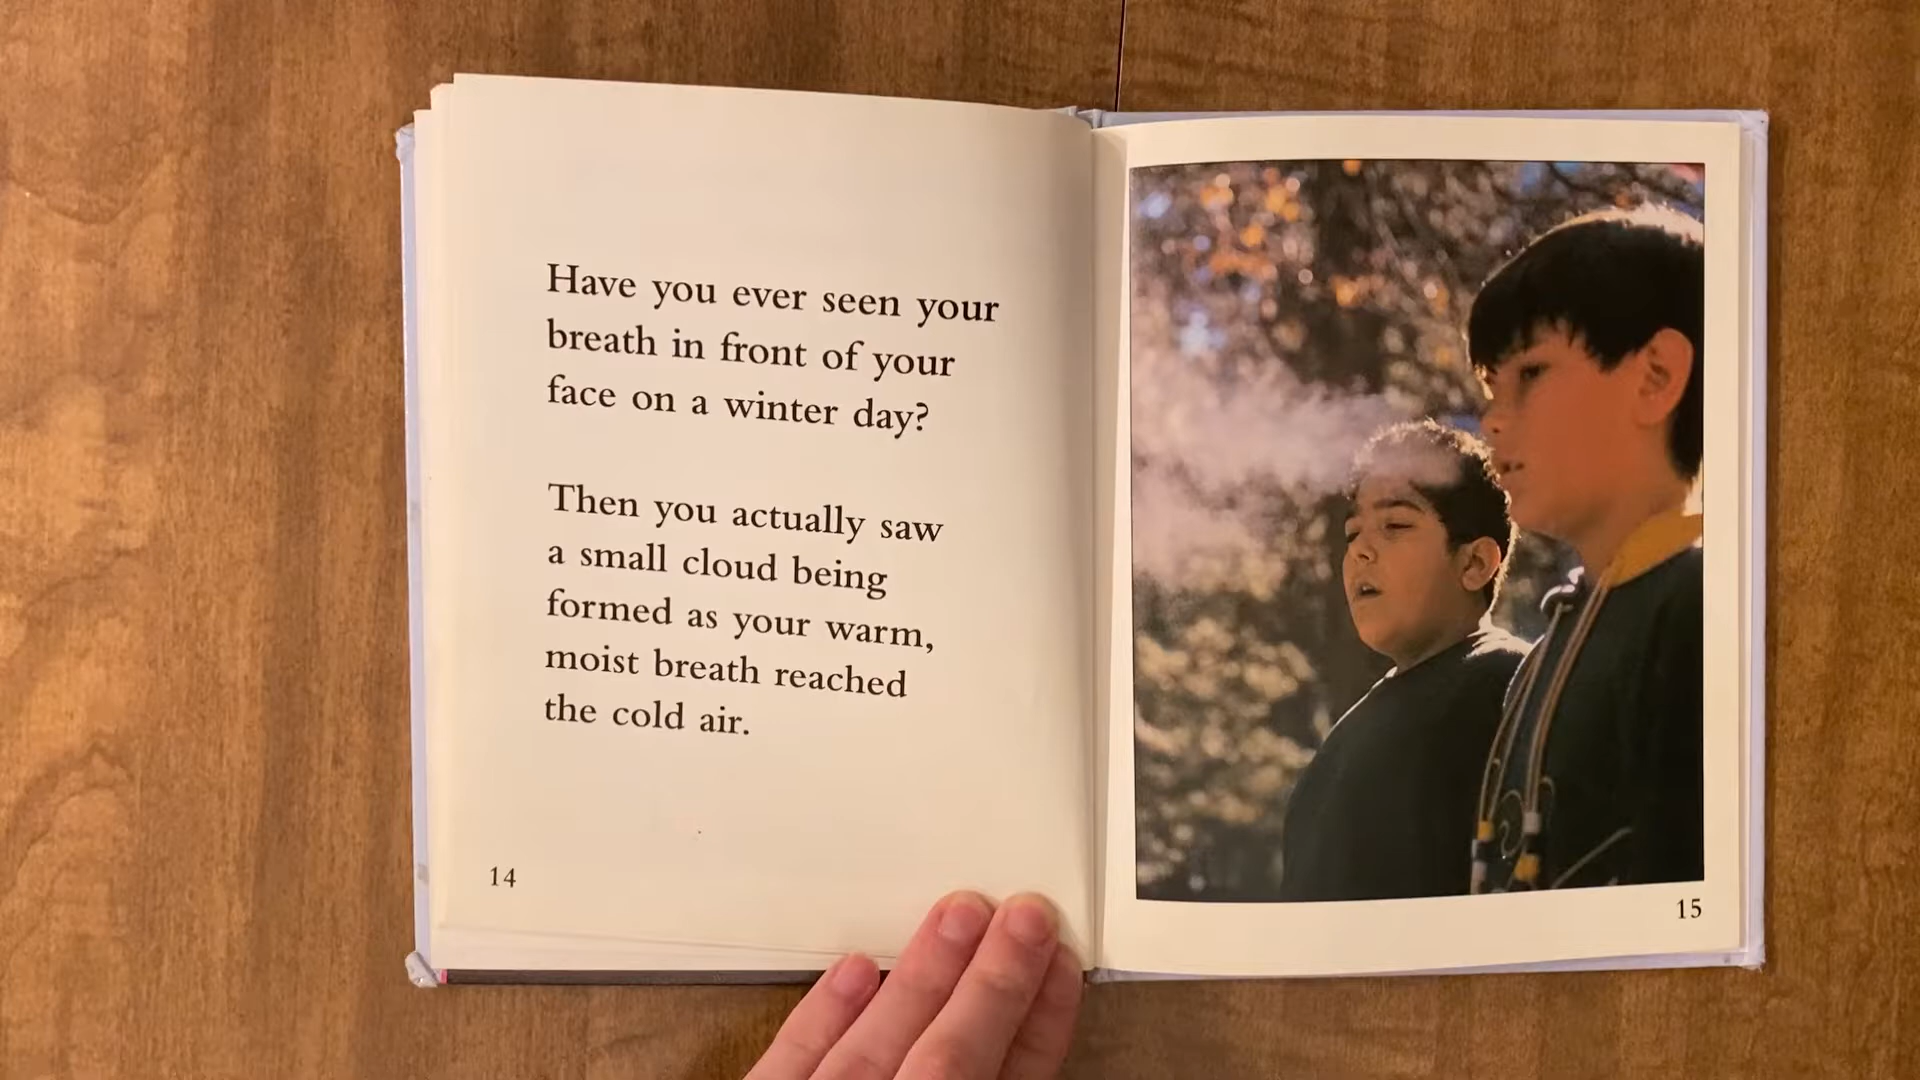 Have you ever seen your
breath in front of your
face on a winter day?
Then you actually saw
a small cloud being
formed as your warm,
moist breath reached
the cold air.
14
15